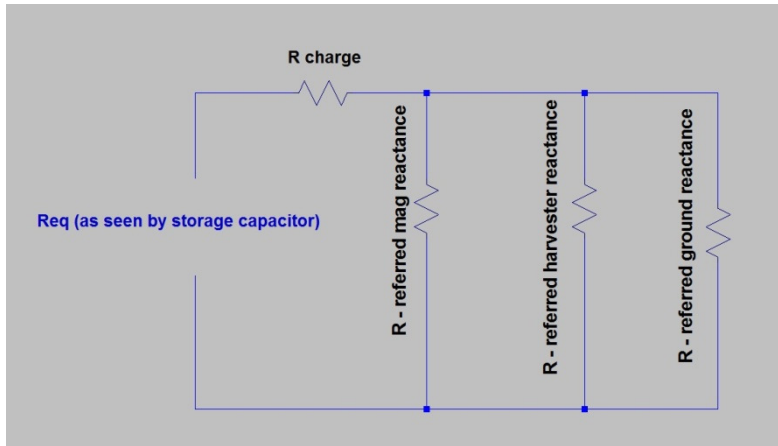 R charge
Req (as seen by storage capacitor)
R - referred mag reactance
R - referred harvester reactance
R - referred ground reactance